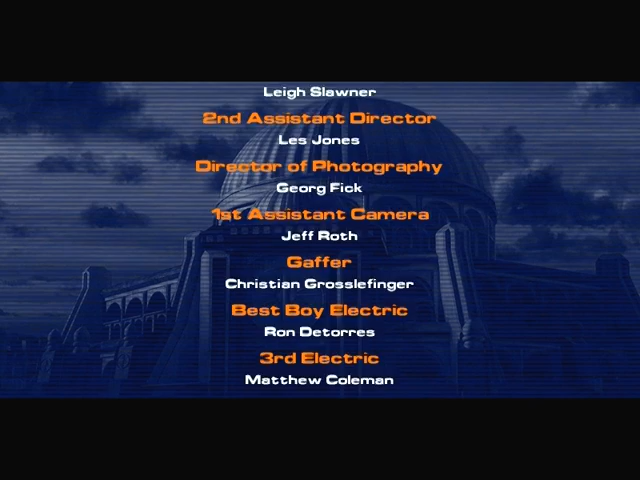 Leigh Slawner
2nd Assistant Director
Les Jones
Director of Photography
Georg Fick
1st Assistant Camera
Jeff Roth
Gaffer
Christian Grosslefinger
Best Boy Electric
Ron Detorres
3rd Electric
Matthew Coleman